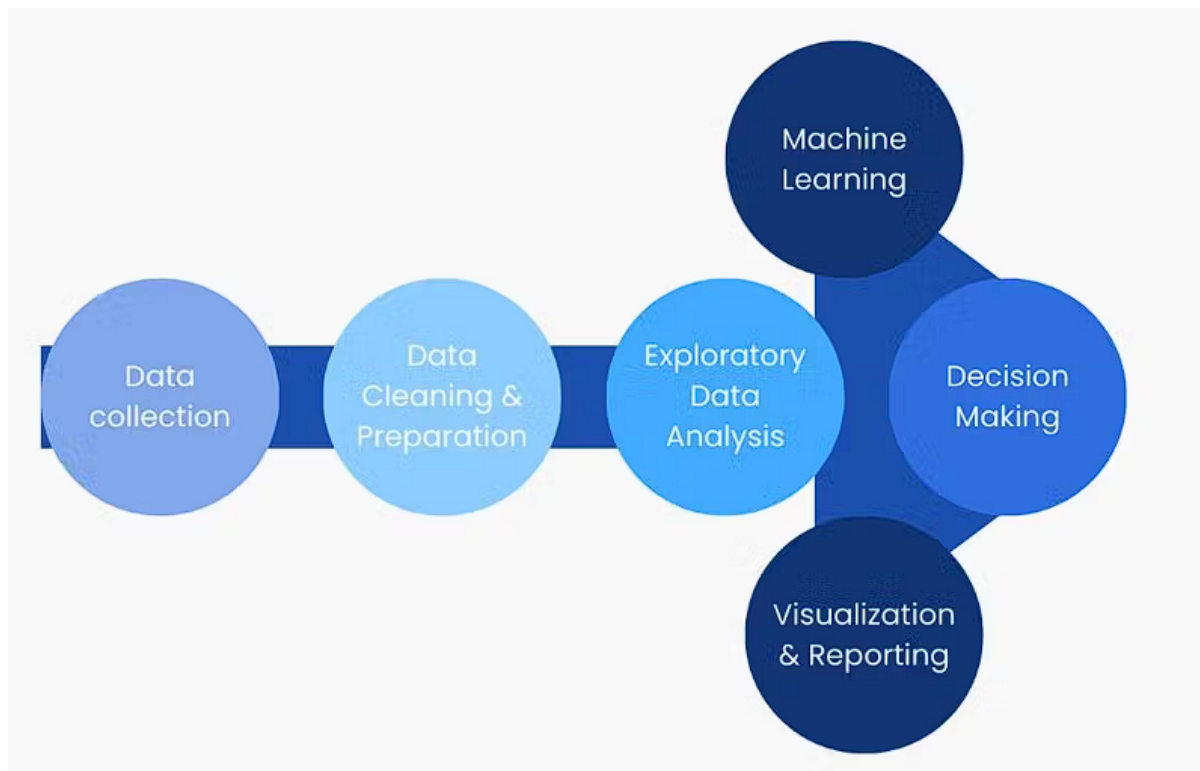 Machine
Learning
Data
collection
Data
Cleaning &
Preparation
Exploratory
Data
Analysis
Decision
Making
Visualization
& Reporting